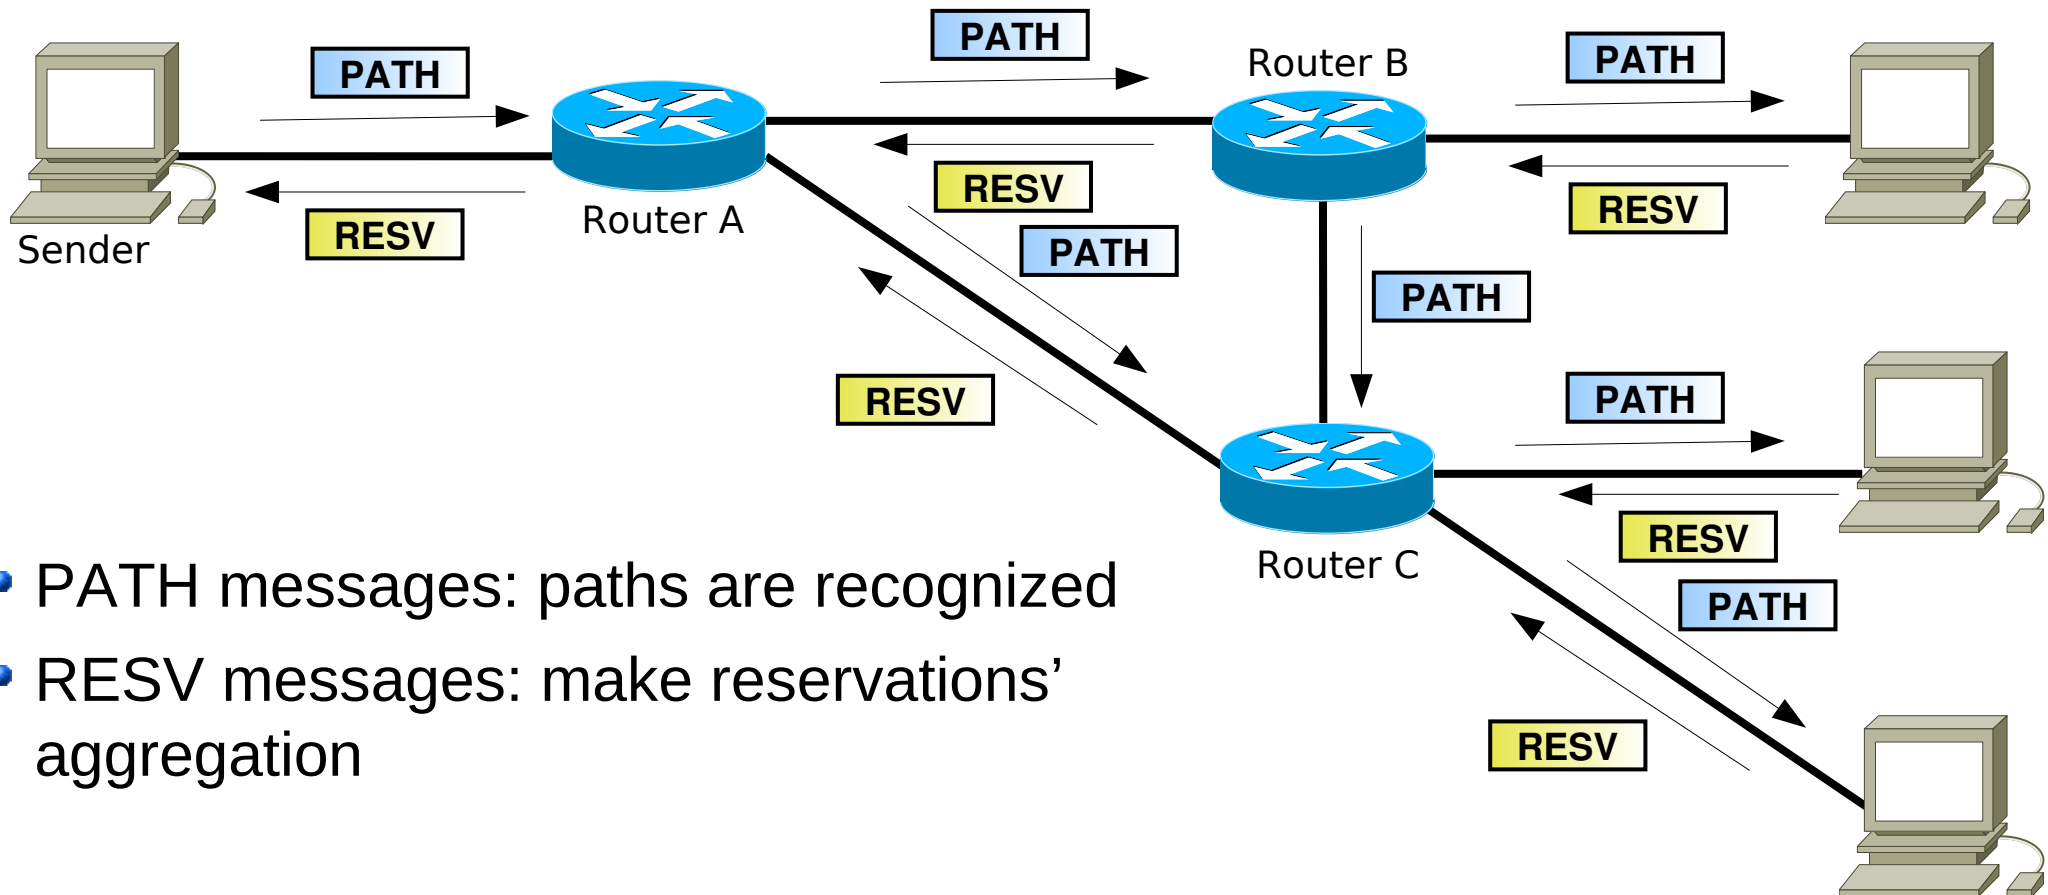 PATH
PATH
Router B
PATH
RESV
Router A
RESV
PATH
RESV
Sender
RESV
PATH
PATH
RESV
RESV
Router C
PATH
RESV
PATH messages: paths are recognized
RESV messages: make reservations’
aggregation